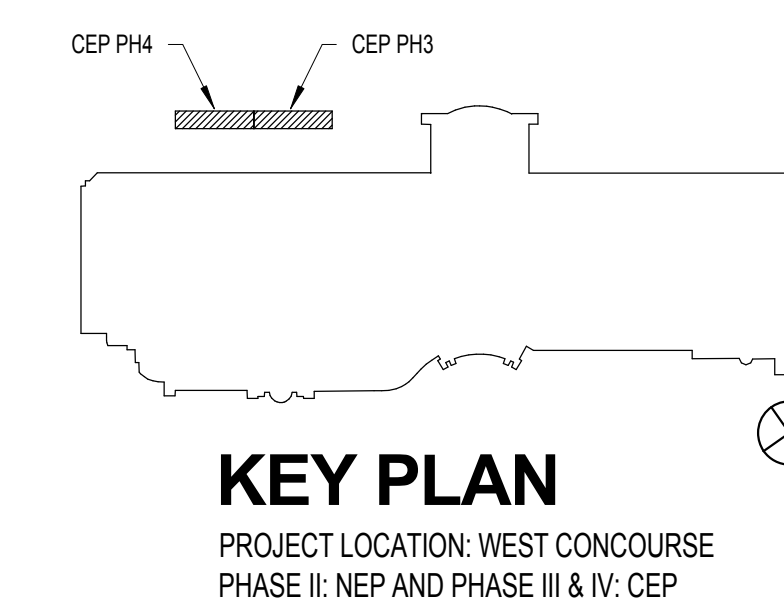 CEP PH4
CEP PH3
KEY PLAN
PROJECT LOCATION: WEST CONCOURSE
PHASE II: NEP AND PHASE III & IV: CEP